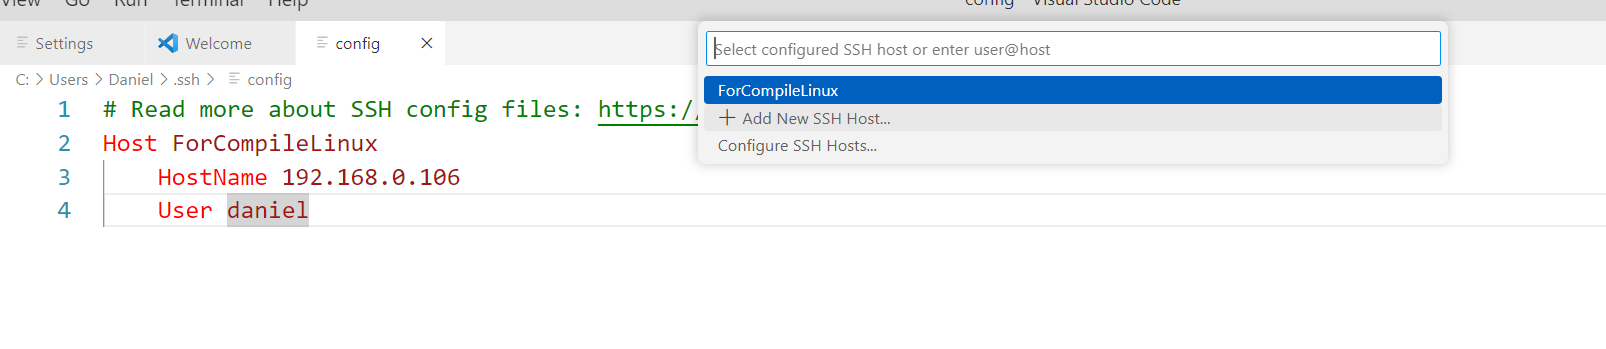 View Go Run Terminal Help
config Visual Studio Code
Settings
Welcome
config
C: > Users > Daniel > .ssh > config
1 # Read more about SSH config files: https:/
2 Host ForCompileLinux
3 HostName 192.168.0.106
4 User daniel
Select configured SSH host or enter user@host
ForCompileLinux
+ Add New SSH Host...
Configure SSH Hosts...